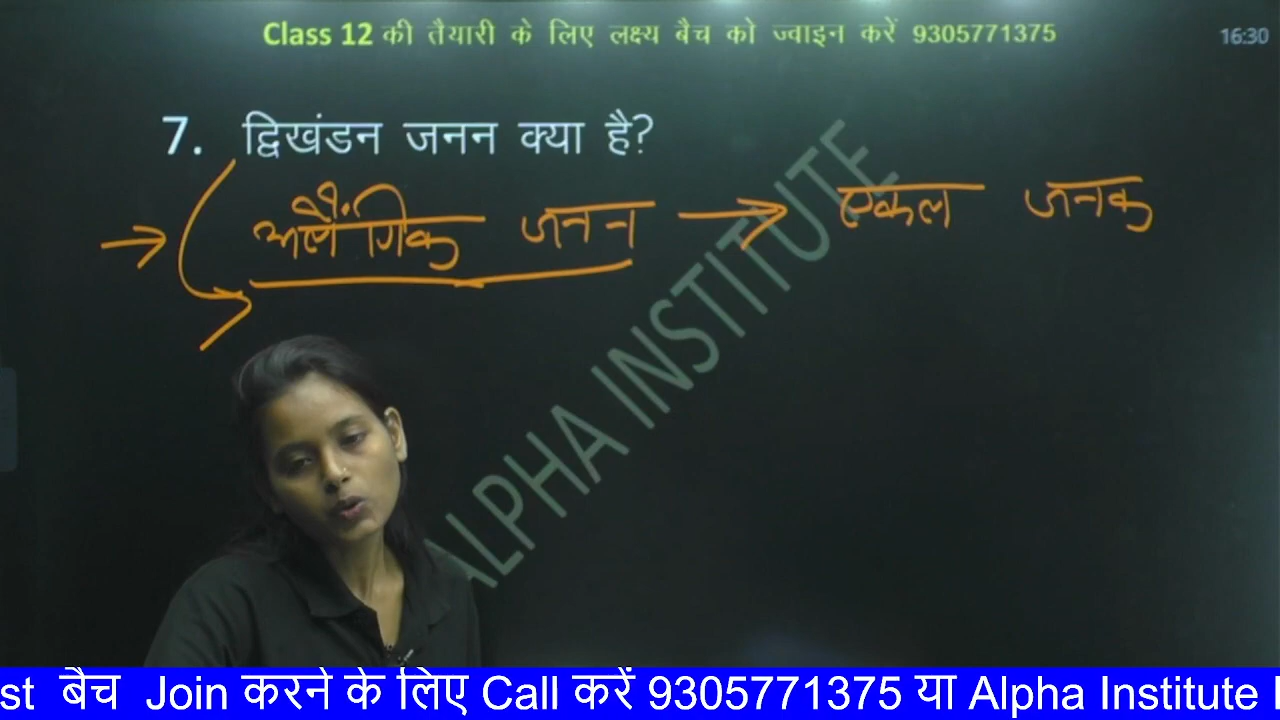 Class 12 की तैयारी के लिए लक्ष्य बैच को ज्वाइन करें 9305771375
16:30
7. द्विखंडन जनन क्या है?
→ अलैंगिक जनन → एकल जनक
ALPHA INSTITUTE
st बैच Join करने के लिए Call करें 9305771375 या Alpha Institute